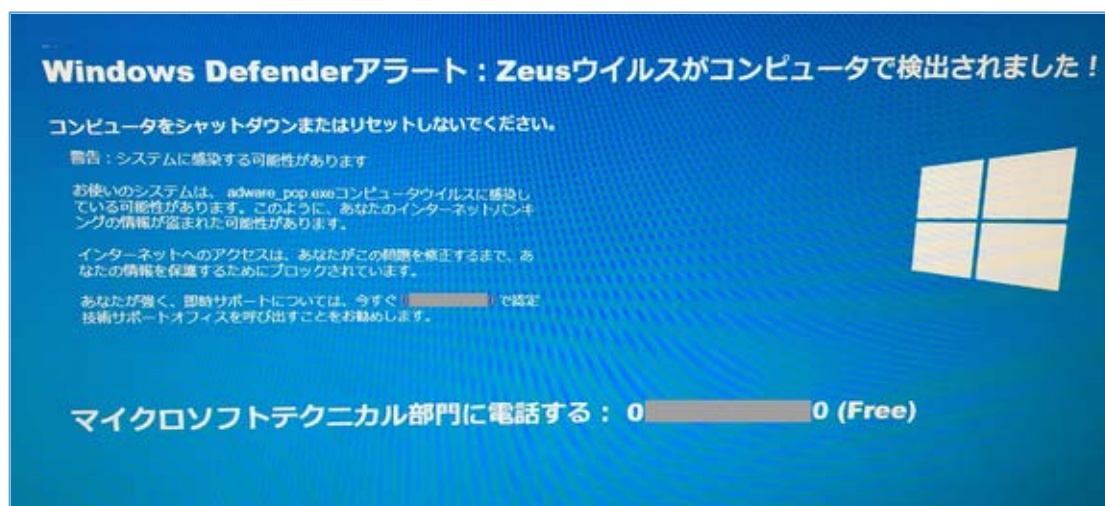 Windows Defenderアラート：Zeusウイルスがコンピュータで検出されました！
コンピュータをシャットダウンまたはリセットしないでください。
警告：システムに感染する可能性があります
お使いのシステムは、 adware_pop.exeコンピュータウイルスに感染し
ている可能性があります。このように、あなたのインターネットバンキ
ングの情報が盗まれた可能性があります。
インターネットへのアクセスは、あなたがこの問題を修正するまで、あ
なたの情報を保護するためにブロックされています。
あなたが強く、即時サポートについては、今すぐ で認定
技術サポートオフィスを呼び出すことをお勧めします。
マイクロソフトテクニカル部門に電話する： 0 0 (Free)